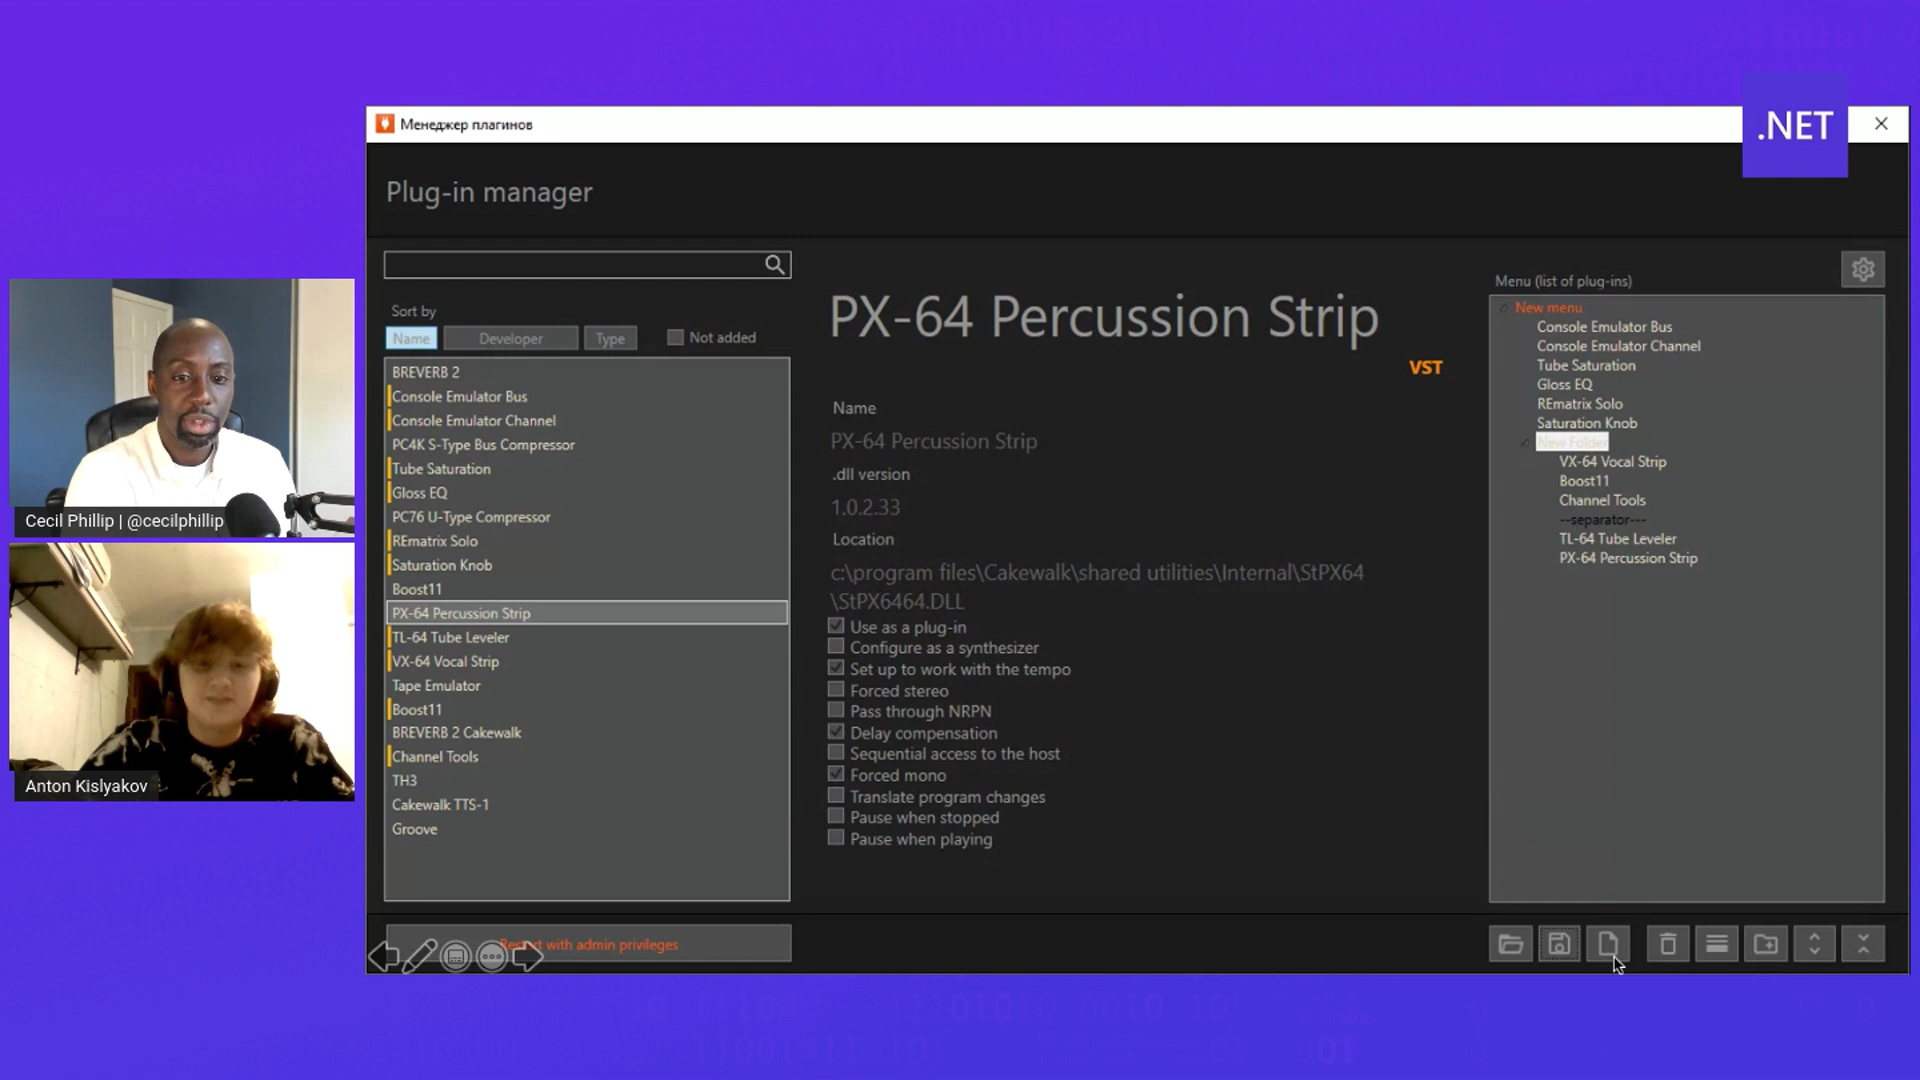 .NET
Менеджер плагинов
Plug-in manager
Sort by
Name
Developer
Type
Not added
BREVERB 2
Console Emulator Bus
Console Emulator Channel
PC4K S-Type Bus Compressor
Tube Saturation
Gloss EQ
PC76 U-Type Compressor
REmatrix Solo
Saturation Knob
Boost11
PX-64 Percussion Strip
TL-64 Tube Leveler
VX-64 Vocal Strip
Tape Emulator
Boost11
BREVERB 2 Cakewalk
Channel Tools
TH3
Cakewalk TTS-1
Groove
with admin privileges
PX-64 Percussion Strip
VST
Name
PX-64 Percussion Strip
.dll version
1.0.2.33
Location
c:\program files\Cakewalk\shared utilities\Internal\StPX64
\StPX6464.DLL
Use as a plug-in
Configure as a synthesizer
Set up to work with the tempo
Forced stereo
Pass through NRPN
Delay compensation
Sequential access to the host
Forced mono
Translate program changes
Pause when stopped
Pause when playing
Menu (list of plug-ins)
New menu
Console Emulator Bus
Console Emulator Channel
Tube Saturation
Gloss EQ
REmatrix Solo
Saturation Knob
New Folder
VX-64 Vocal Strip
Boost11
Channel Tools
--separator---
TL-64 Tube Leveler
PX-64 Percussion Strip
Cecil Phillip | @cecilphillip
Anton Kislyakov